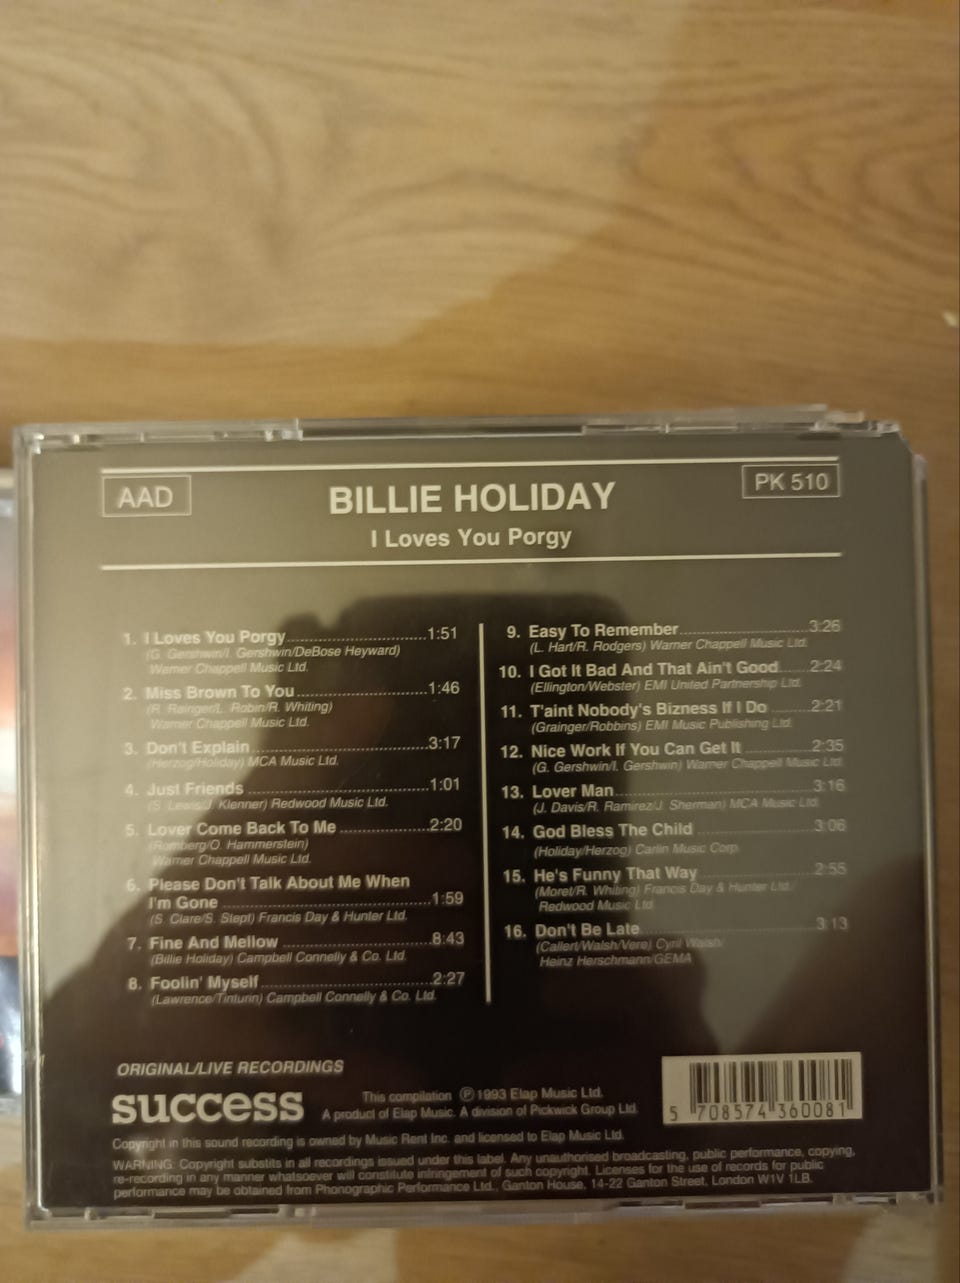 AAD
BILLIE HOLIDAY
PK 510
I Loves You Porgy
1. I Loves You Porgy..............................1:51
(G. Gershwin/I. Gershwin/DeBose Heyward)
Warner Chappell Music Ltd.
2. Miss Brown To You............................1:46
(R. Rainger/L. Robin/R. Whiting)
Warner Chappell Music Ltd.
3. Don't Explain......................................3:17
(Herzog/Holiday) MCA Music Ltd.
4. Just Friends.......................................1:01
(S. Lewis/J. Klenner) Redwood Music Ltd.
5. Lover Come Back To Me...................2:20
(Romberg/O. Hammerstein)
Warner Chappell Music Ltd.
6. Please Don't Talk About Me When
I'm Gone.............................................1:59
(S. Clare/S. Stept) Francis Day & Hunter Ltd.
7. Fine And Mellow................................8:43
(Billie Holiday) Campbell Connelly & Co. Ltd.
8. Foolin' Myself....................................2:27
(Lawrence/Tinturin) Campbell Connelly & Co. Ltd.
9. Easy To Remember...........................3:26
(L. Hart/R. Rodgers) Warner Chappell Music Ltd.
10. I Got It Bad And That Ain't Good......2:24
(Ellington/Webster) EMI United Partnership Ltd.
11. T'aint Nobody's Bizness If I Do.........2:21
(Grainger/Robbins) EMI Music Publishing Ltd.
12. Nice Work If You Can Get It..............2:35
(G. Gershwin/I. Gershwin) Warner Chappell Music Ltd.
13. Lover Man.........................................3:16
(J. Davis/R. Ramirez/J. Sherman) MCA Music Ltd.
14. God Bless The Child.........................3:06
(Holiday/Herzog) Carlin Music Corp.
15. He's Funny That Way........................2:55
(Moret/R. Whiting) Francis Day & Hunter Ltd./
Redwood Music Ltd.
16. Don't Be Late....................................3:13
(Callert/Walsh/Vere) Cyril Walsh/
Heinz Herschmann/GEMA
ORIGINAL/LIVE RECORDINGS
success
This compilation ℗ 1993 Elap Music Ltd.
A product of Elap Music. A division of Pickwick Group Ltd.
5 708574 360081
Copyright in this sound recording is owned by Music Reni Inc. and licensed to Elap Music Ltd.
WARNING: Copyright substits in all recordings issued under this label. Any unauthorised broadcasting, public performance, copying,
re-recording in any manner whatsoever will constitute infringement of such copyright. Licenses for the use of records for public
performance may be obtained from Phonographic Performance Ltd., Ganton House, 14-22 Ganton Street, London W1V 1LB.